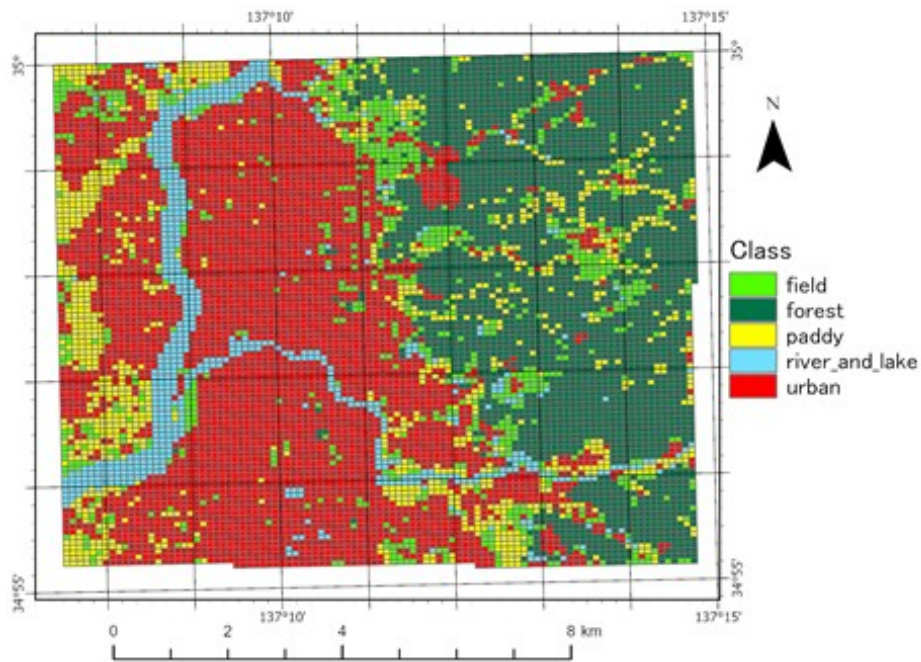 137°10' 137°15'
35° 35°
N
Class
field
forest
paddy
river_and_lake
urban
34°55' 34°55'
137°10' 137°15'
0 2 4 8 km